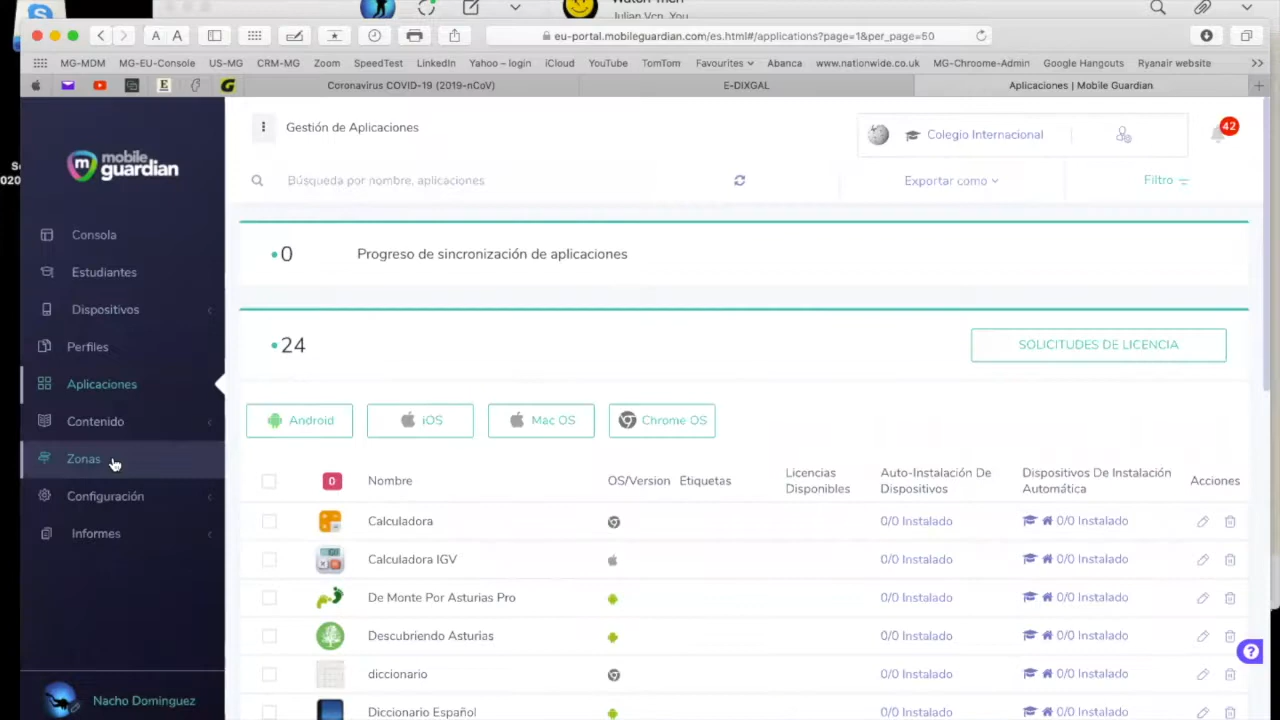 Julian Vcn, You
eu-portal.mobileguardian.com/es.html#/applications?page=1&per_page=50
MG-MDM MG-EU-Console US-MG CRM-MG Zoom SpeedTest LinkedIn Yahoo – login iCloud YouTube TomTom Favourites Abanca www.nationwide.co.uk MG-Chroome-Admin Google Hangouts Ryanair website
Coronavirus COVID-19 (2019-nCoV) E-DIXGAL Aplicaciones | Mobile Guardian
mobile guardian
Consola
Estudiantes
Dispositivos
Perfiles
Aplicaciones
Contenido
Zonas
Configuración
Informes
Nacho Dominguez
Gestión de Aplicaciones
Colegio Internacional
42
Búsqueda por nombre, aplicaciones
Exportar como
Filtro
0 Progreso de sincronización de aplicaciones
24
SOLICITUDES DE LICENCIA
Android iOS Mac OS Chrome OS
0 Nombre OS/Version Etiquetas Licencias Disponibles Auto-Instalación De Dispositivos Dispositivos De Instalación Automática Acciones
Calculadora 0/0 Instalado 0/0 Instalado
Calculadora IGV 0/0 Instalado 0/0 Instalado
De Monte Por Asturias Pro 0/0 Instalado 0/0 Instalado
Descubriendo Asturias 0/0 Instalado 0/0 Instalado
diccionario 0/0 Instalado 0/0 Instalado
Diccionario Español 0/0 Instalado 0/0 Instalado